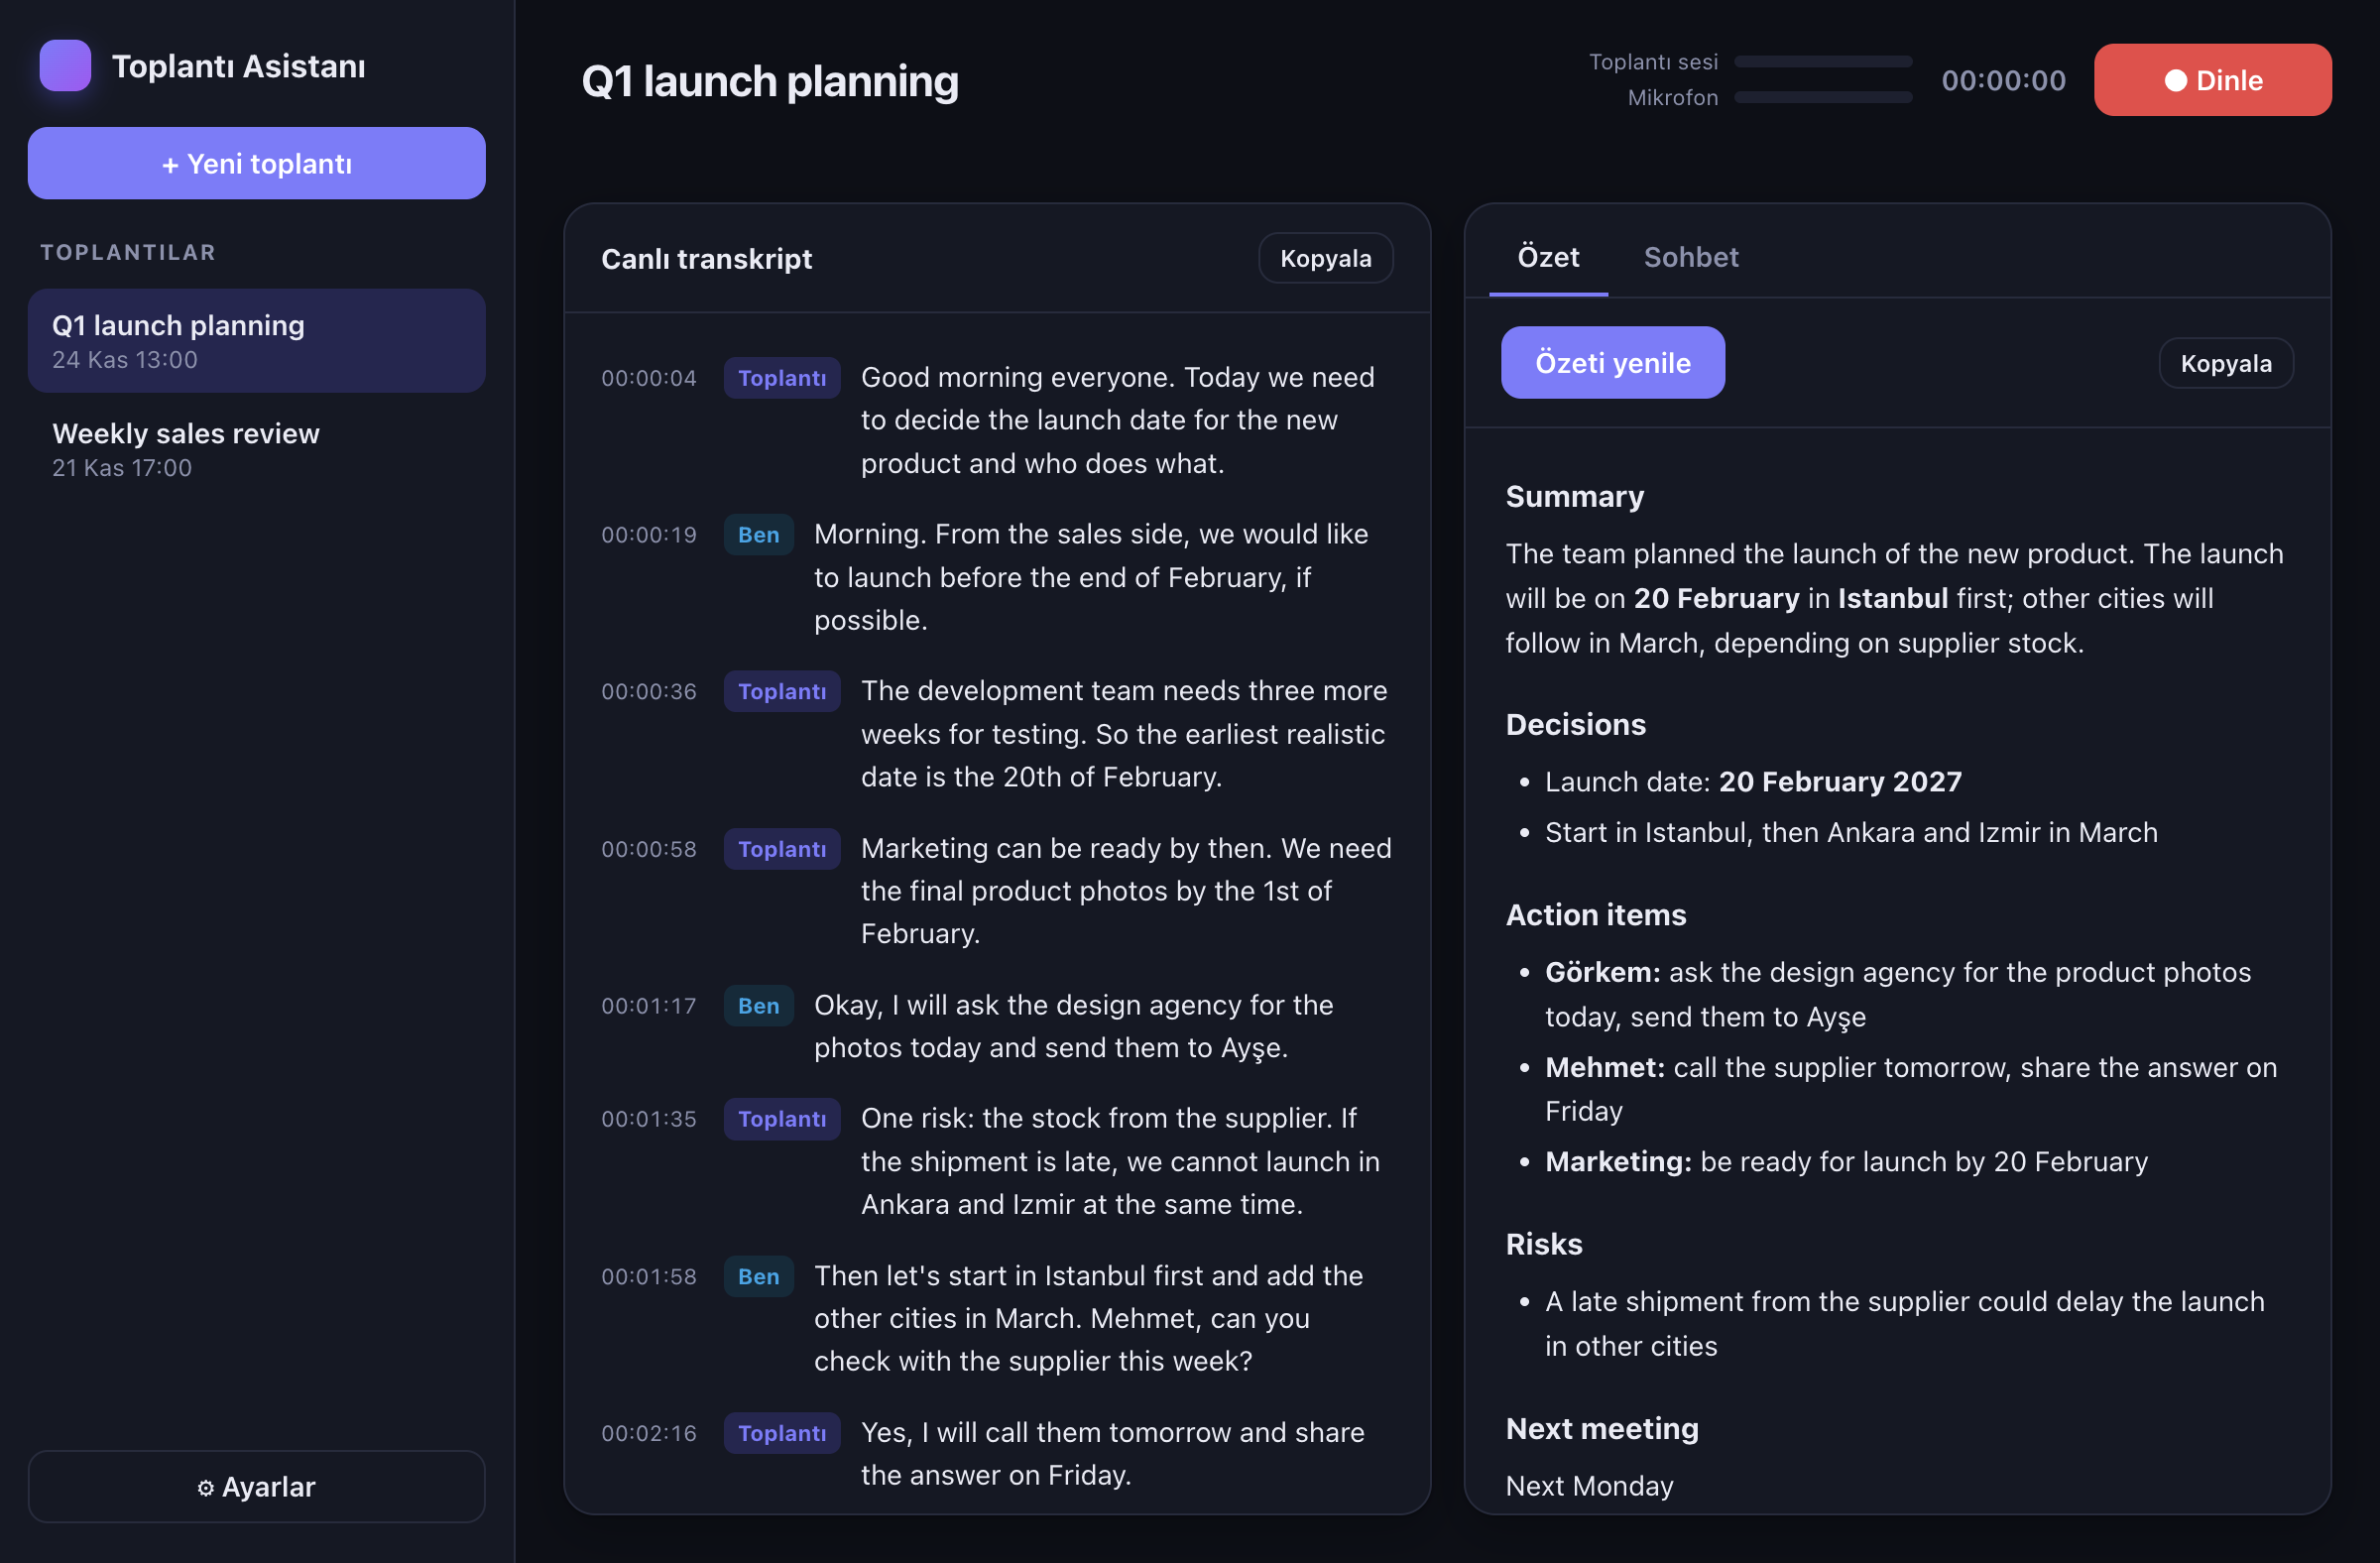 Toplantı Asistanı
+ Yeni toplantı
TOPLANTILAR
Q1 launch planning
24 Kas 13:00
Weekly sales review
21 Kas 17:00
⚙ Ayarlar
Q1 launch planning
Toplantı sesi
Mikrofon
00:00:00
● Dinle
Canlı transkript
Kopyala
00:00:04 Toplantı Good morning everyone. Today we need
to decide the launch date for the new
product and who does what.
00:00:19 Ben Morning. From the sales side, we would like
to launch before the end of February, if
possible.
00:00:36 Toplantı The development team needs three more
weeks for testing. So the earliest realistic
date is the 20th of February.
00:00:58 Toplantı Marketing can be ready by then. We need
the final product photos by the 1st of
February.
00:01:17 Ben Okay, I will ask the design agency for the
photos today and send them to Ayşe.
00:01:35 Toplantı One risk: the stock from the supplier. If
the shipment is late, we cannot launch in
Ankara and Izmir at the same time.
00:01:58 Ben Then let's start in Istanbul first and add the
other cities in March. Mehmet, can you
check with the supplier this week?
00:02:16 Toplantı Yes, I will call them tomorrow and share
the answer on Friday.
Özet
Sohbet
Özeti yenile
Kopyala
Summary
The team planned the launch of the new product. The launch
will be on 20 February in Istanbul first; other cities will
follow in March, depending on supplier stock.
Decisions
• Launch date: 20 February 2027
• Start in Istanbul, then Ankara and Izmir in March
Action items
• Görkem: ask the design agency for the product photos
today, send them to Ayşe
• Mehmet: call the supplier tomorrow, share the answer on
Friday
• Marketing: be ready for launch by 20 February
Risks
• A late shipment from the supplier could delay the launch
in other cities
Next meeting
Next Monday